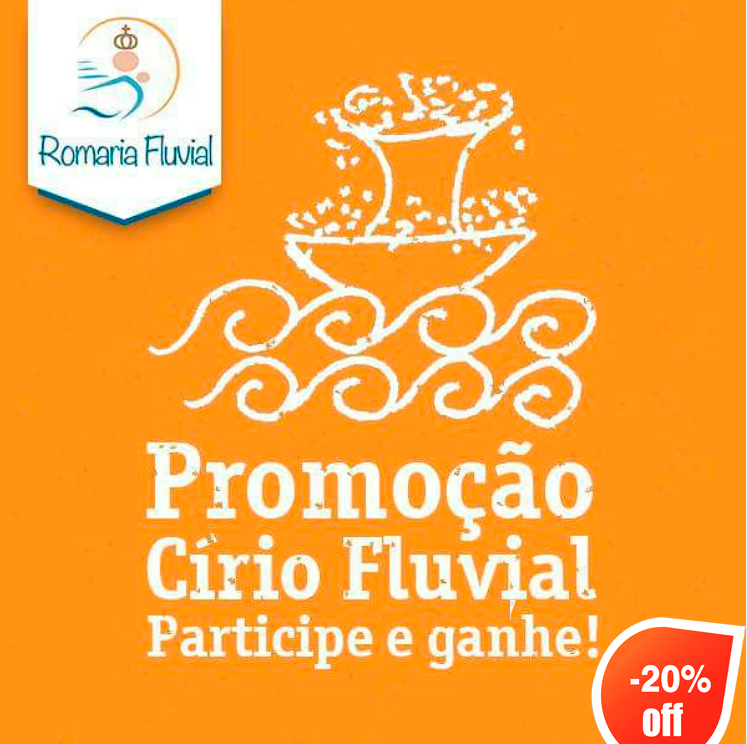 Romaria Fluvial
Promoção
Círio Fluvial
Participe e ganhe!
-20%
off